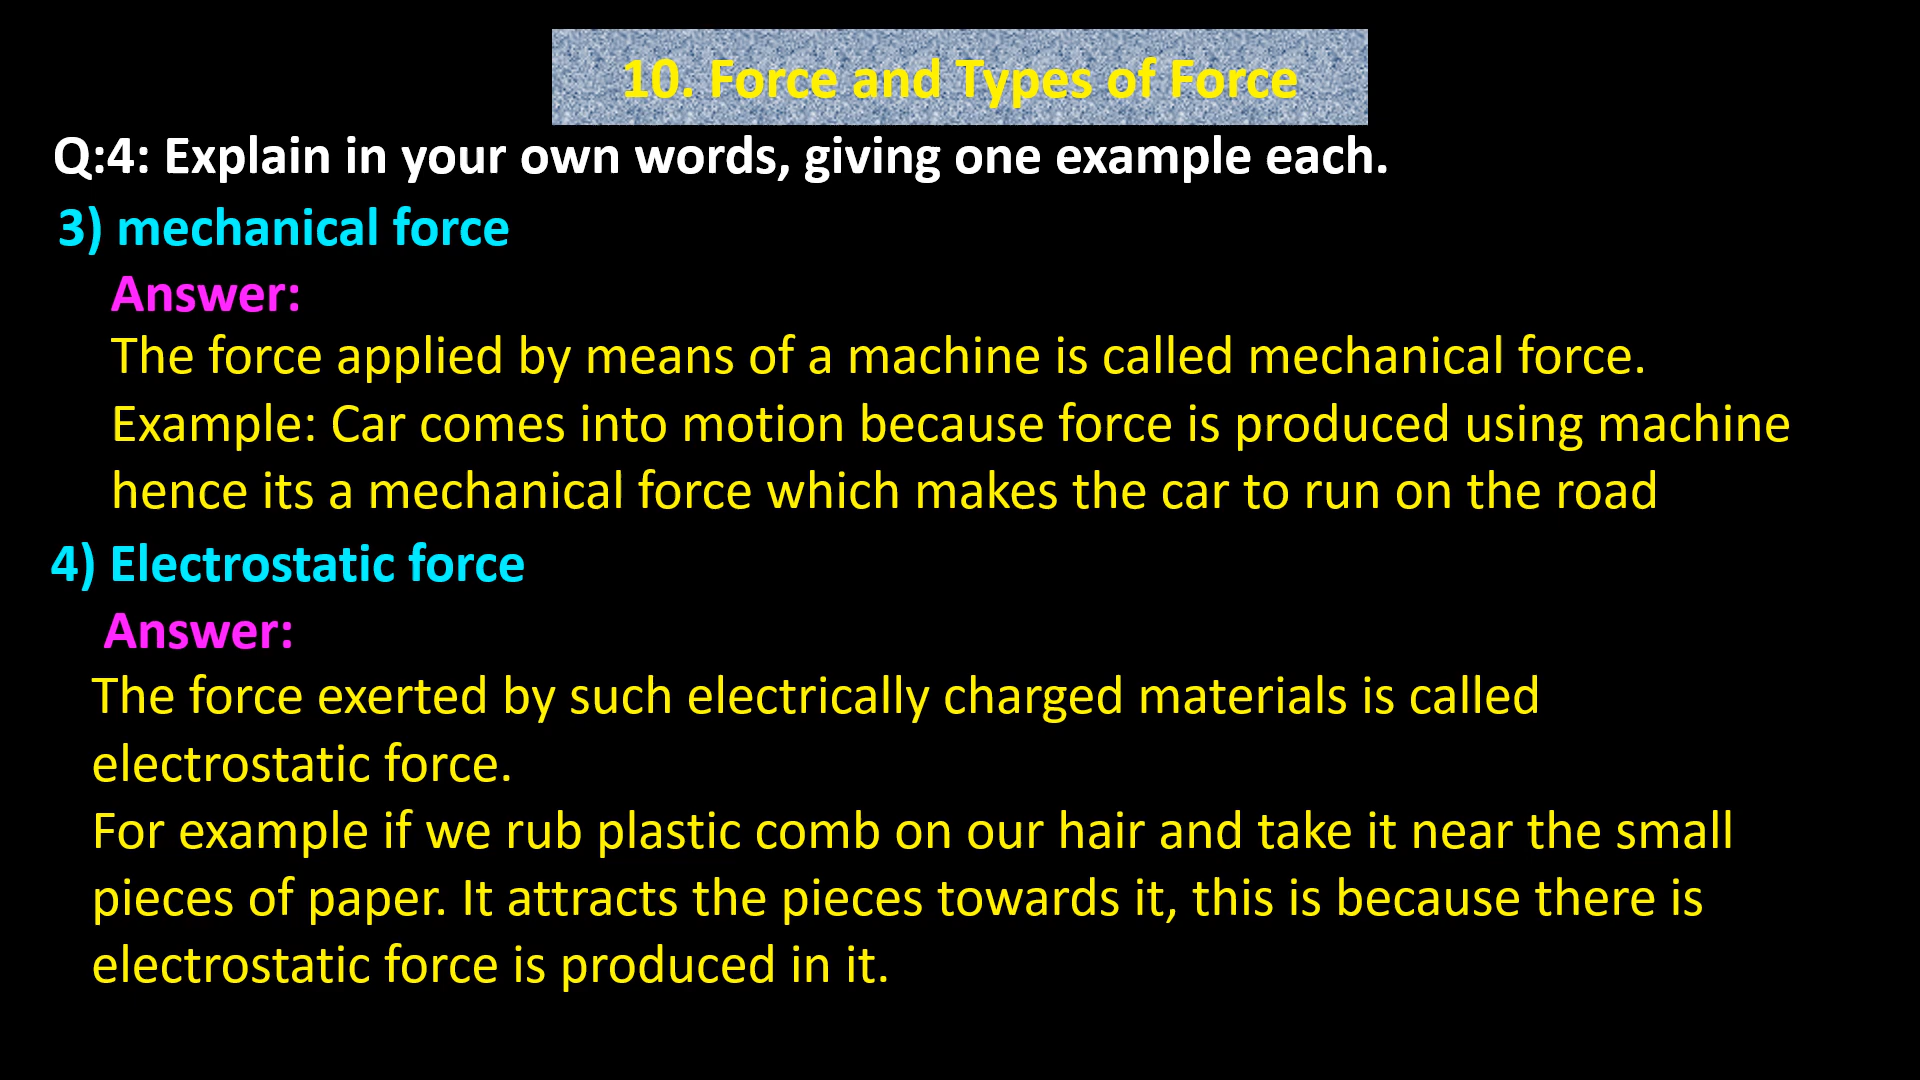 10. Force and Types of Force
Q:4: Explain in your own words, giving one example each.
3) mechanical force
Answer:
The force applied by means of a machine is called mechanical force.
Example: Car comes into motion because force is produced using machine
hence its a mechanical force which makes the car to run on the road
4) Electrostatic force
Answer:
The force exerted by such electrically charged materials is called
electrostatic force.
For example if we rub plastic comb on our hair and take it near the small
pieces of paper. It attracts the pieces towards it, this is because there is
electrostatic force is produced in it.